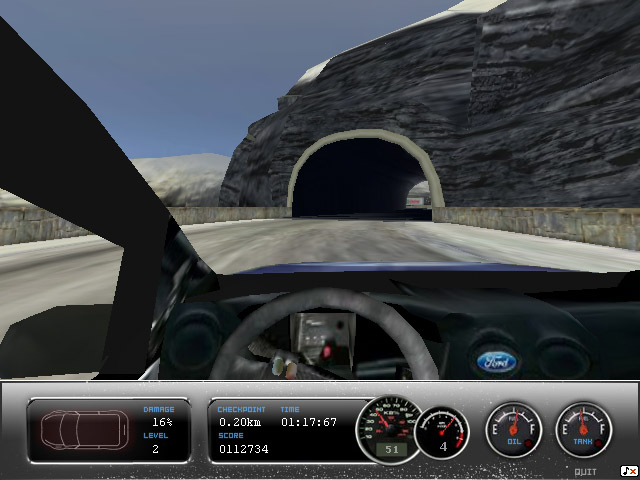 Ford
DAMAGE
16%
LEVEL
2
CHECKPOINT TIME
0.20km 01:17:67
SCORE
0112734
51
4
E F
OIL
E F
TANK
QUIT